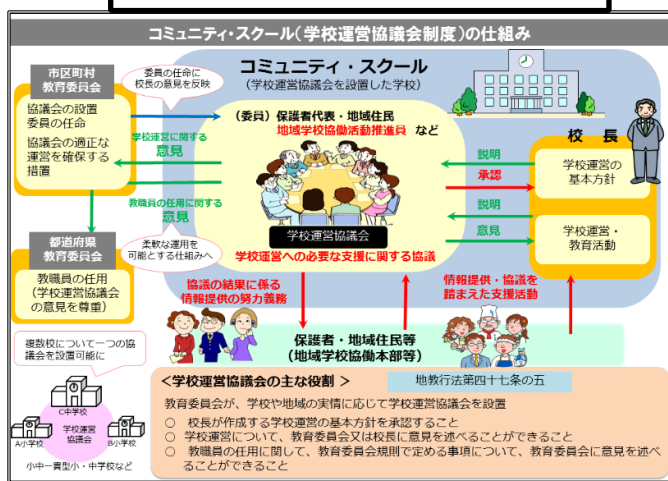 コミュニティ・スクール(学校運営協議会制度)の仕組み
市区町村
教育委員会
協議会の設置
委員の任命
協議会の適正な
運営を確保する
措置
委員の任命に
校長の意見を反映
学校運営に関する
意見
教職員の任用に関する
意見
柔軟な運用を
可能とする仕組みへ
都道府県
教育委員会
教職員の任用
(学校運営協議会
の意見を尊重)
コミュニティ・スクール
(学校運営協議会を設置した学校)
(委員)保護者代表・地域住民
地域学校協働活動推進員 など
学校運営協議会
学校運営への必要な支援に関する協議
説明
承認
説明
意見
校 長
学校運営の
基本方針
学校運営・
教育活動
協議の結果に係る
情報提供の努力義務
情報提供・協議を
踏まえた支援活動
保護者・地域住民等
(地域学校協働本部等)
複数校について一つの協
議会を設置可能に
C中学校
学校運営
協議会
A小学校
B小学校
小中一貫型小・中学校など
<学校運営協議会の主な役割 >
地教行法第四十七条の五
教育委員会が、学校や地域の実情に応じて学校運営協議会を設置
○ 校長が作成する学校運営の基本方針を承認すること
○ 学校運営について、教育委員会又は校長に意見を述べることができること
○ 教職員の任用に関して、教育委員会規則で定める事項について、教育委員会に意見を述べ
ることができること